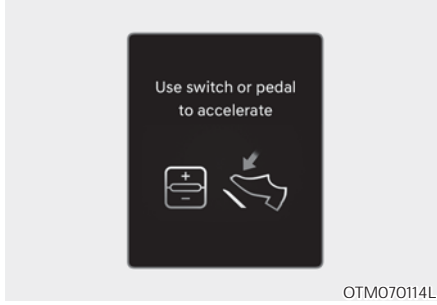 Use switch or pedal
to accelerate
+
−
OTM070114L